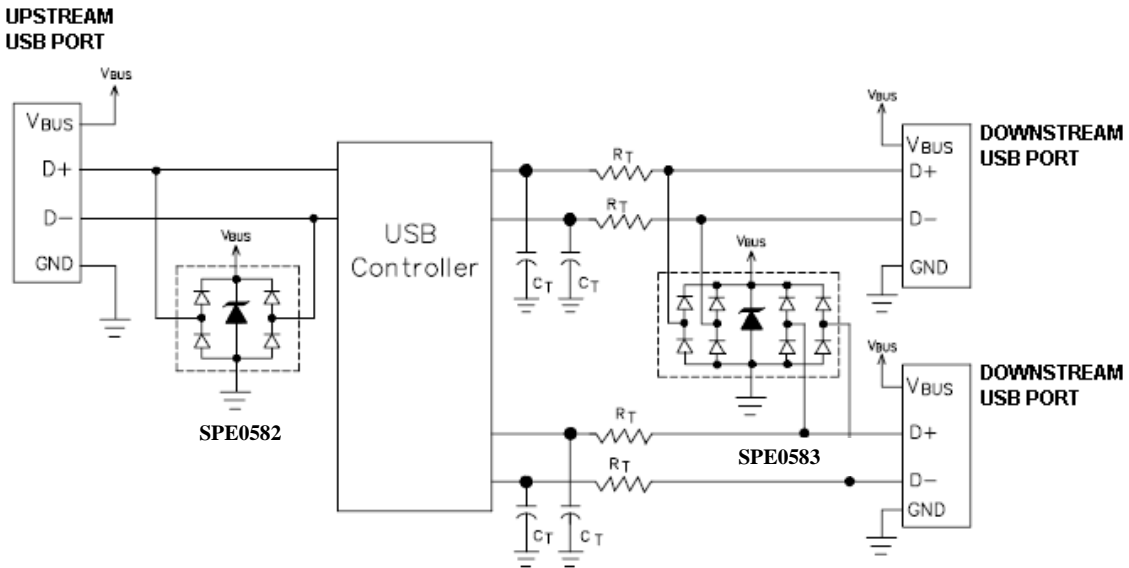 UPSTREAM
USB PORT
VBUS
VBUS
D+
D−
GND
VBUS
SPE0582
USB
Controller
RT
RT
CT
CT
VBUS
VBUS
D+
D−
GND
DOWNSTREAM
USB PORT
VBUS
SPE0583
RT
RT
CT
CT
VBUS
VBUS
D+
D−
GND
DOWNSTREAM
USB PORT